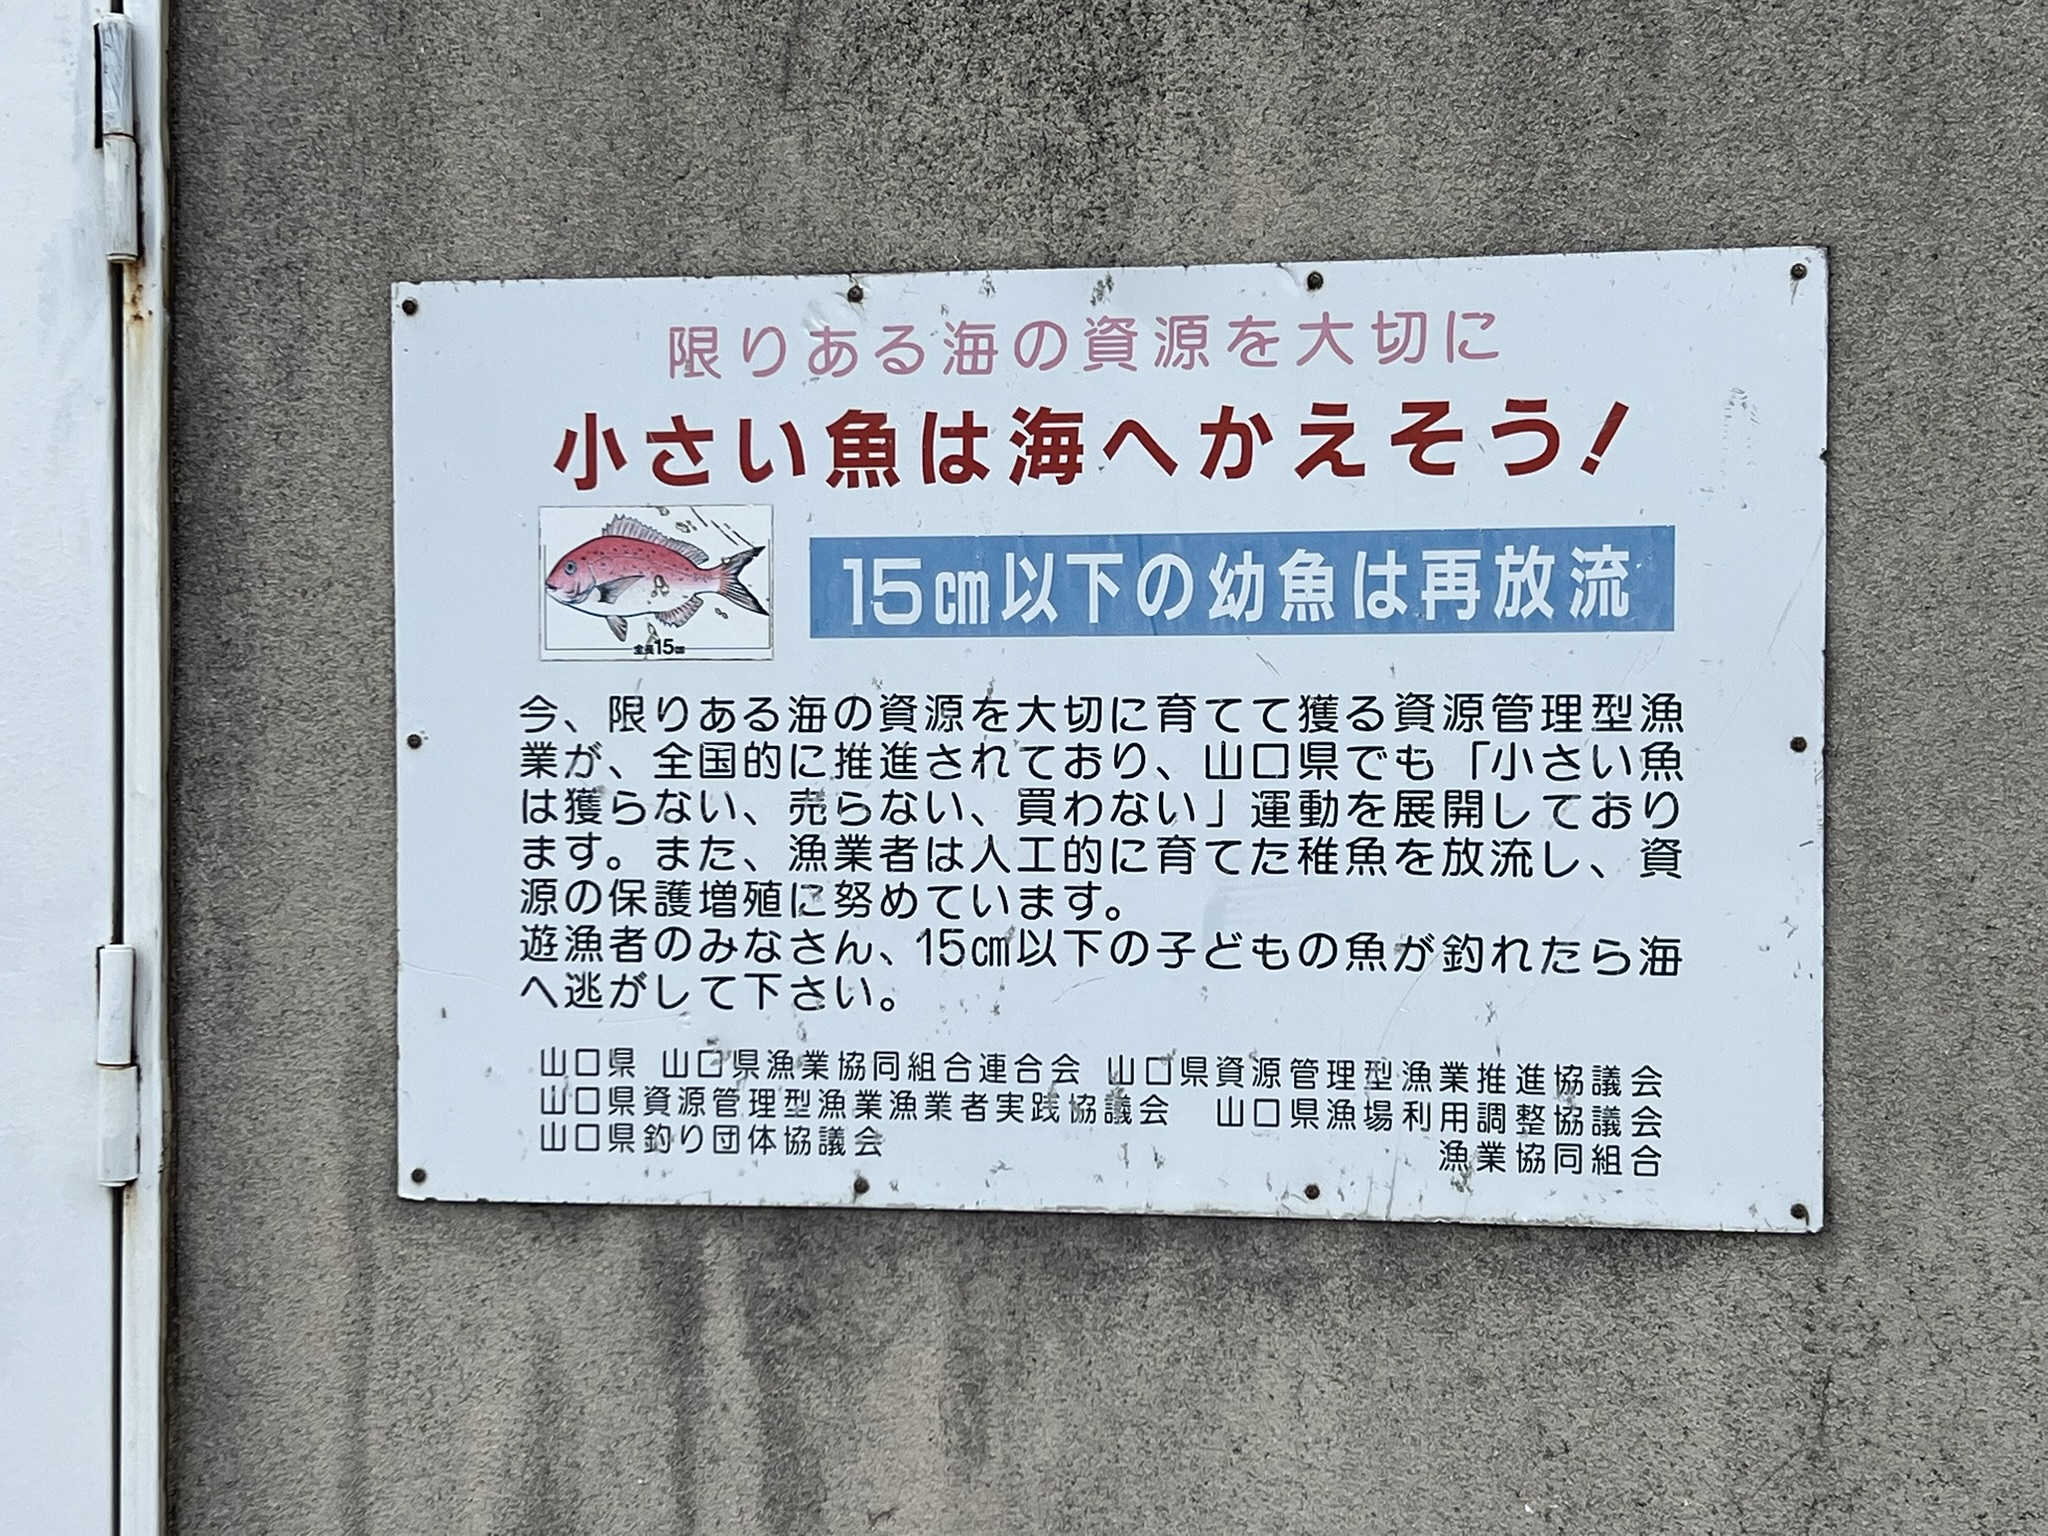 限りある海の資源を大切に
小さい魚は海へかえそう!
全長15㎝
15㎝以下の幼魚は再放流
今、限りある海の資源を大切に育てて獲る資源管理型漁
業が、全国的に推進されており、山口県でも「小さい魚
は獲らない、売らない、買わない」運動を展開しており
ます。また、漁業者は人工的に育てた稚魚を放流し、資
源の保護増殖に努めています。
遊漁者のみなさん、15㎝以下の子どもの魚が釣れたら海
へ逃がして下さい。
山口県 山口県漁業協同組合連合会 山口県資源管理型漁業推進協議会
山口県資源管理型漁業漁業者実践協議会 山口県漁場利用調整協議会
山口県釣り団体協議会 漁業協同組合